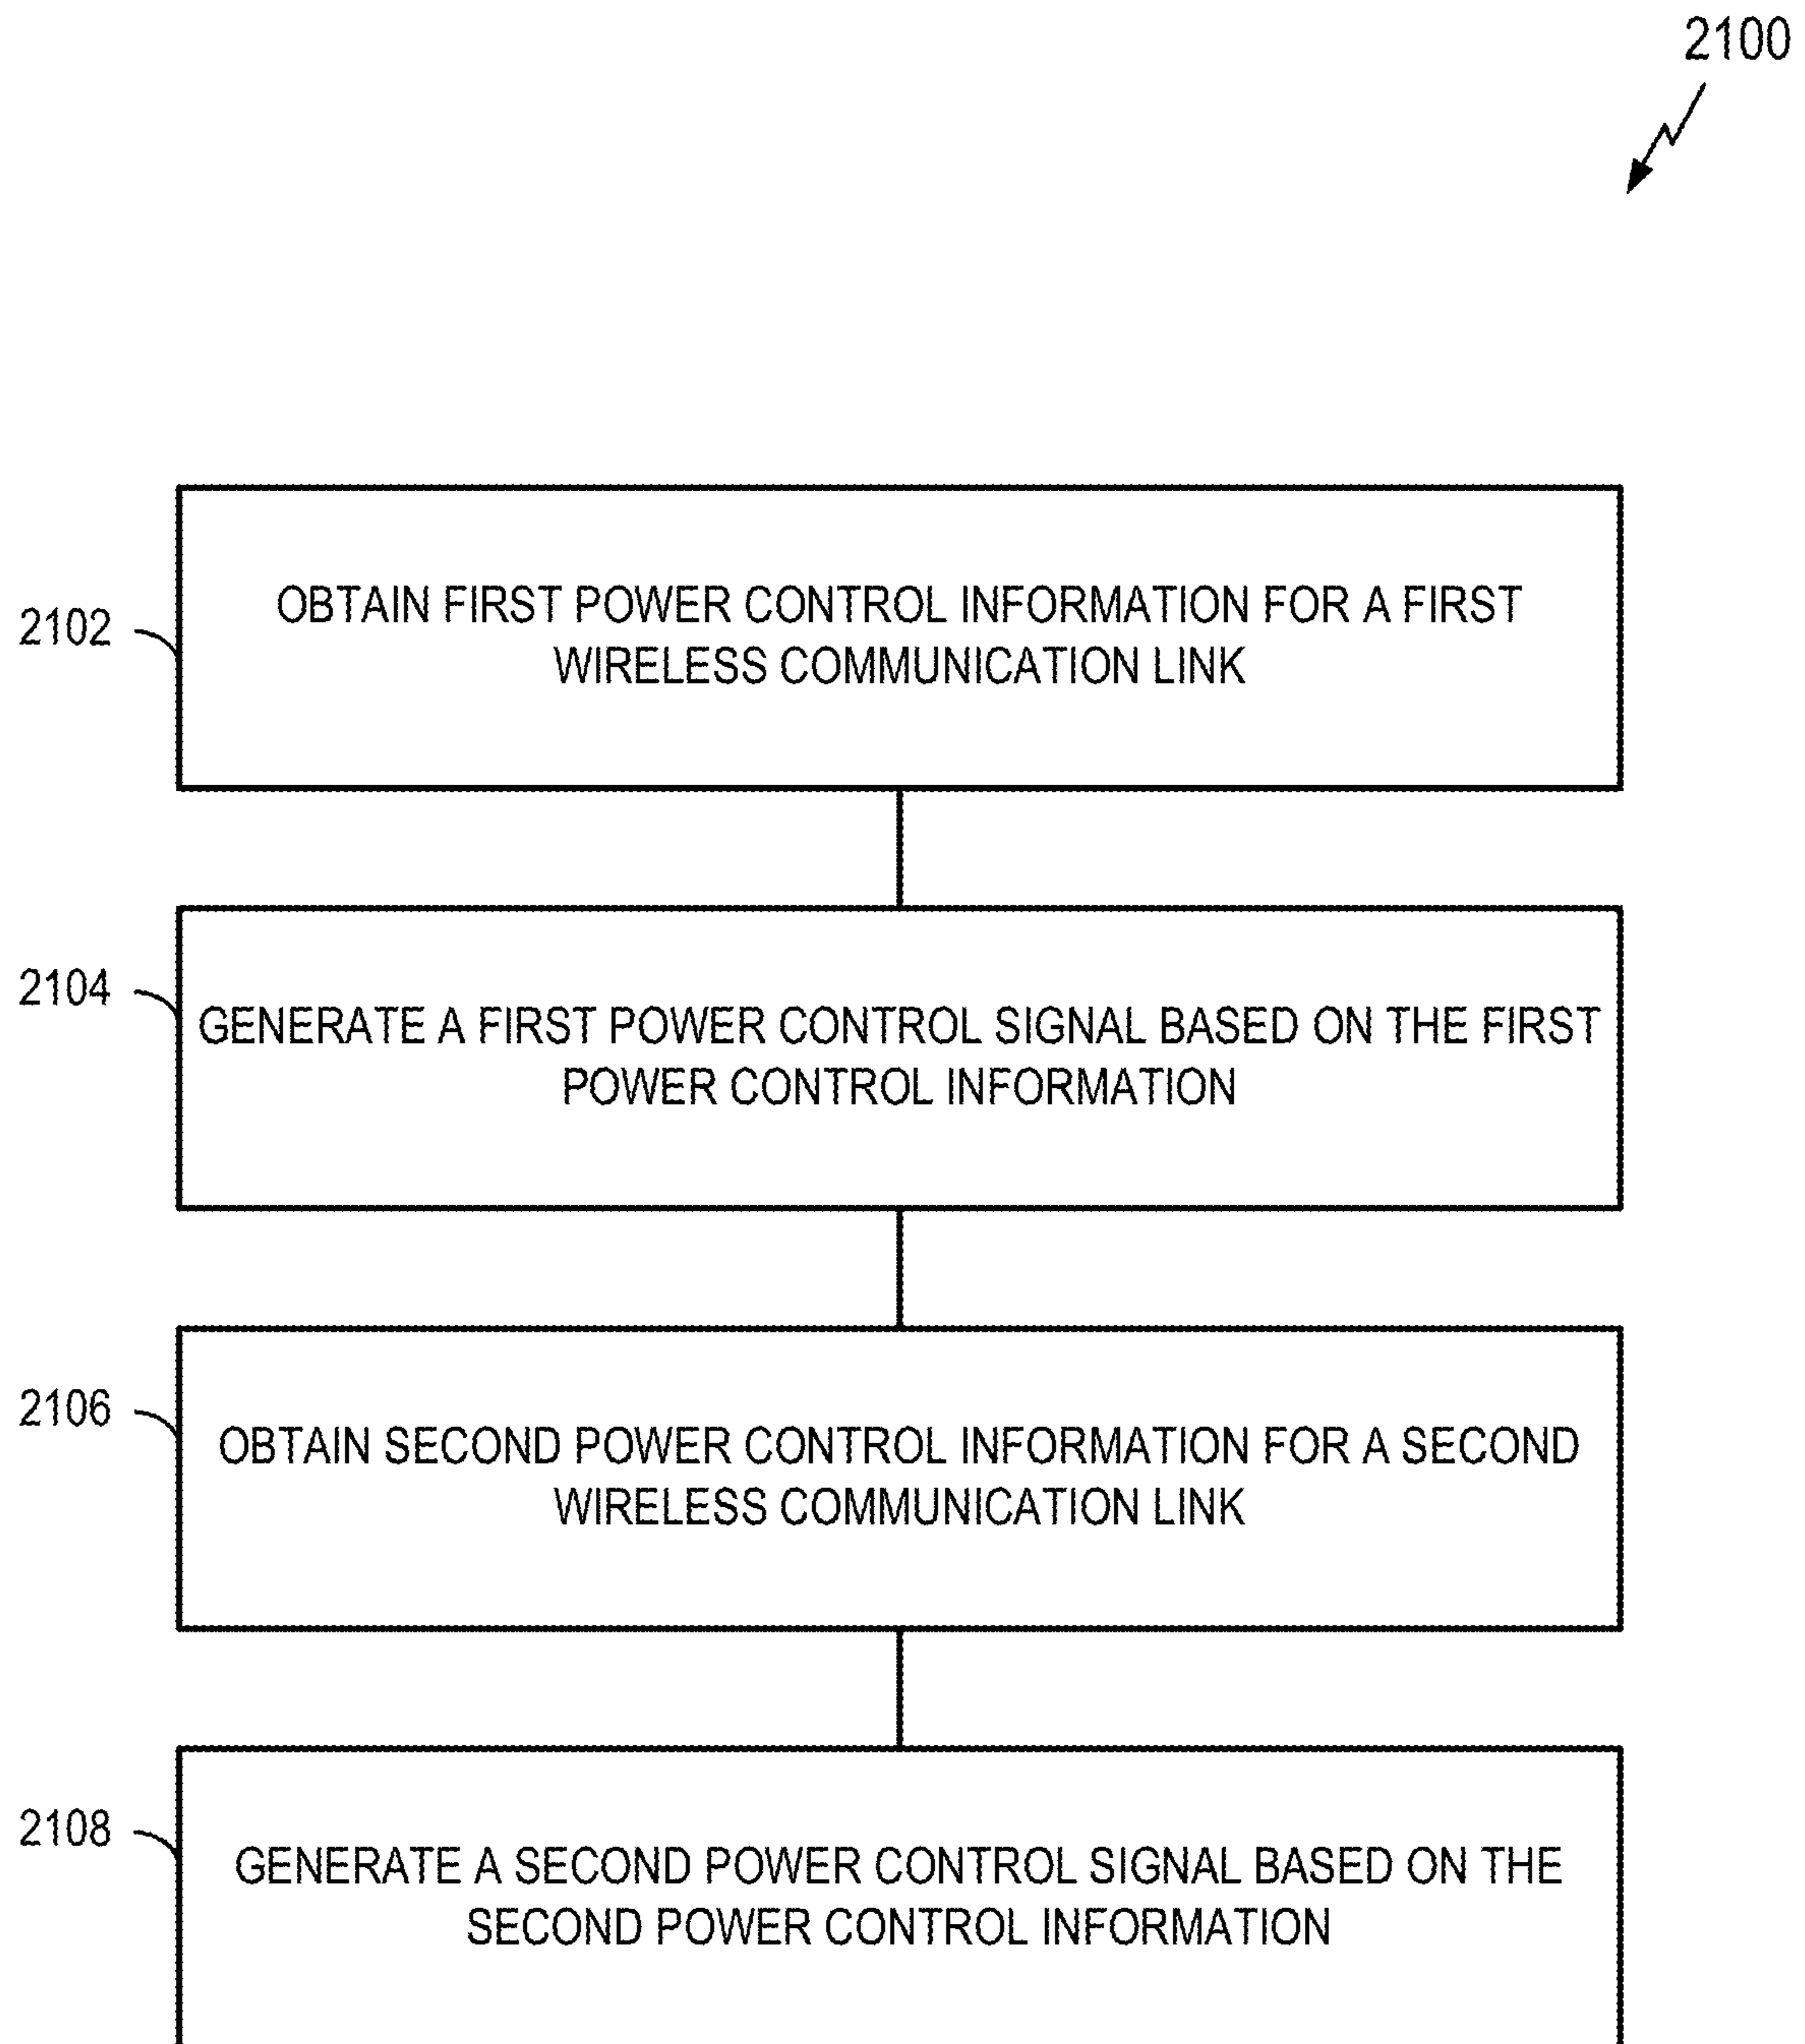 2100
2102
OBTAIN FIRST POWER CONTROL INFORMATION FOR A FIRST
WIRELESS COMMUNICATION LINK
2104
GENERATE A FIRST POWER CONTROL SIGNAL BASED ON THE FIRST
POWER CONTROL INFORMATION
2106
OBTAIN SECOND POWER CONTROL INFORMATION FOR A SECOND
WIRELESS COMMUNICATION LINK
2108
GENERATE A SECOND POWER CONTROL SIGNAL BASED ON THE
SECOND POWER CONTROL INFORMATION